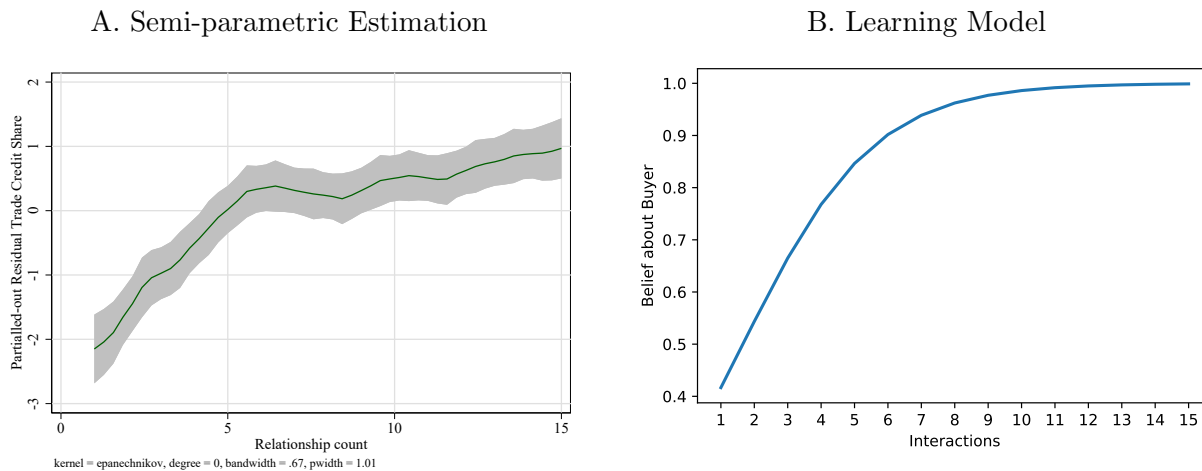 A. Semi-parametric Estimation
Partialled-out Residual Trade Credit Share
2
1
0
-1
-2
-3
0 5 10 15
Relationship count
kernel = epanechnikov, degree = 0, bandwidth = .67, pwidth = 1.01
B. Learning Model
Belief about Buyer
1.0
0.9
0.8
0.7
0.6
0.5
0.4
1 2 3 4 5 6 7 8 9 10 11 12 13 14 15
Interactions